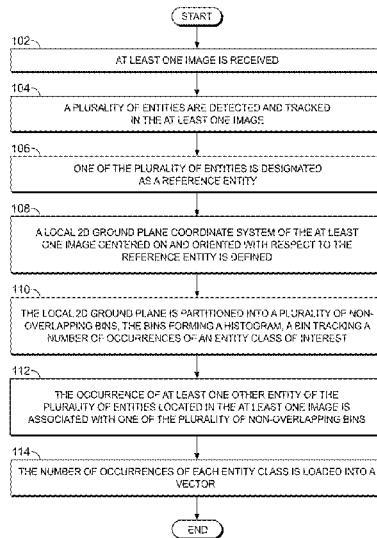 START
102
AT LEAST ONE IMAGE IS RECEIVED
104
A PLURALITY OF ENTITIES ARE DETECTED AND TRACKED
IN THE AT LEAST ONE IMAGE
106
ONE OF THE PLURALITY OF ENTITIES IS DESIGNATED
AS A REFERENCE ENTITY
108
A LOCAL 2D GROUND PLANE COORDINATE SYSTEM OF THE AT LEAST
ONE IMAGE CENTERED ON AND ORIENTED WITH RESPECT TO THE
REFERENCE ENTITY IS DEFINED
110
THE LOCAL 2D GROUND PLANE IS PARTITIONED INTO A PLURALITY OF NON-
OVERLAPPING BINS, THE BINS FORMING A HISTOGRAM, A BIN TRACKING A
NUMBER OF OCCURRENCES OF AN ENTITY CLASS OF INTEREST
112
THE OCCURRENCE OF AT LEAST ONE OTHER ENTITY OF THE
PLURALITY OF ENTITIES LOCATED IN THE AT LEAST ONE IMAGE IS
ASSOCIATED WITH ONE OF THE PLURALITY OF NON-OVERLAPPING BINS
114
THE NUMBER OF OCCURRENCES OF EACH ENTITY CLASS IS LOADED INTO A
VECTOR
END